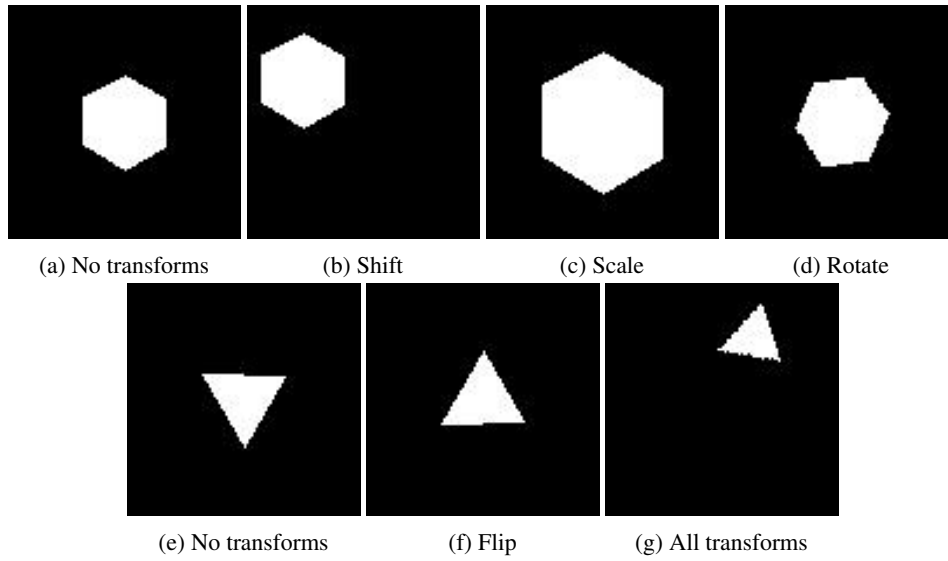 (a) No transforms
(b) Shift
(c) Scale
(d) Rotate
(e) No transforms
(f) Flip
(g) All transforms